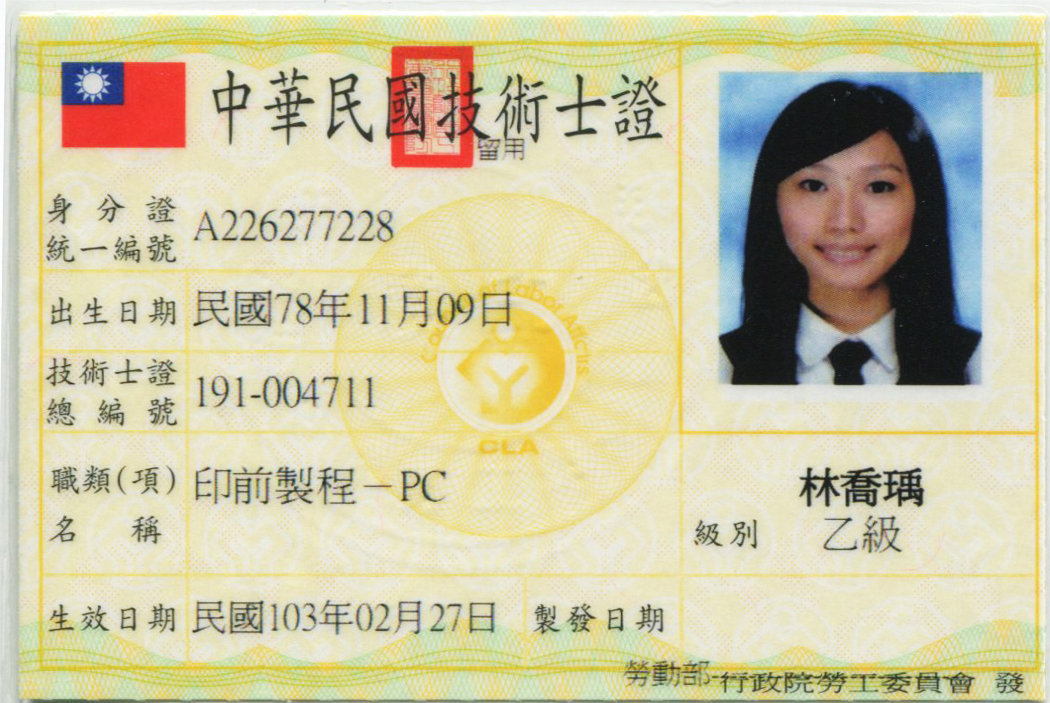 中華民國技術士證
留用
身分證
統一編號 A226277228
出生日期 民國78年11月09日
技術士證
總編號 191-004711
職類(項)
名稱 印前製程－PC
林喬瑀
級別 乙級
生效日期 民國103年02月27日 製發日期
勞動部 行政院勞工委員會 發
CLA